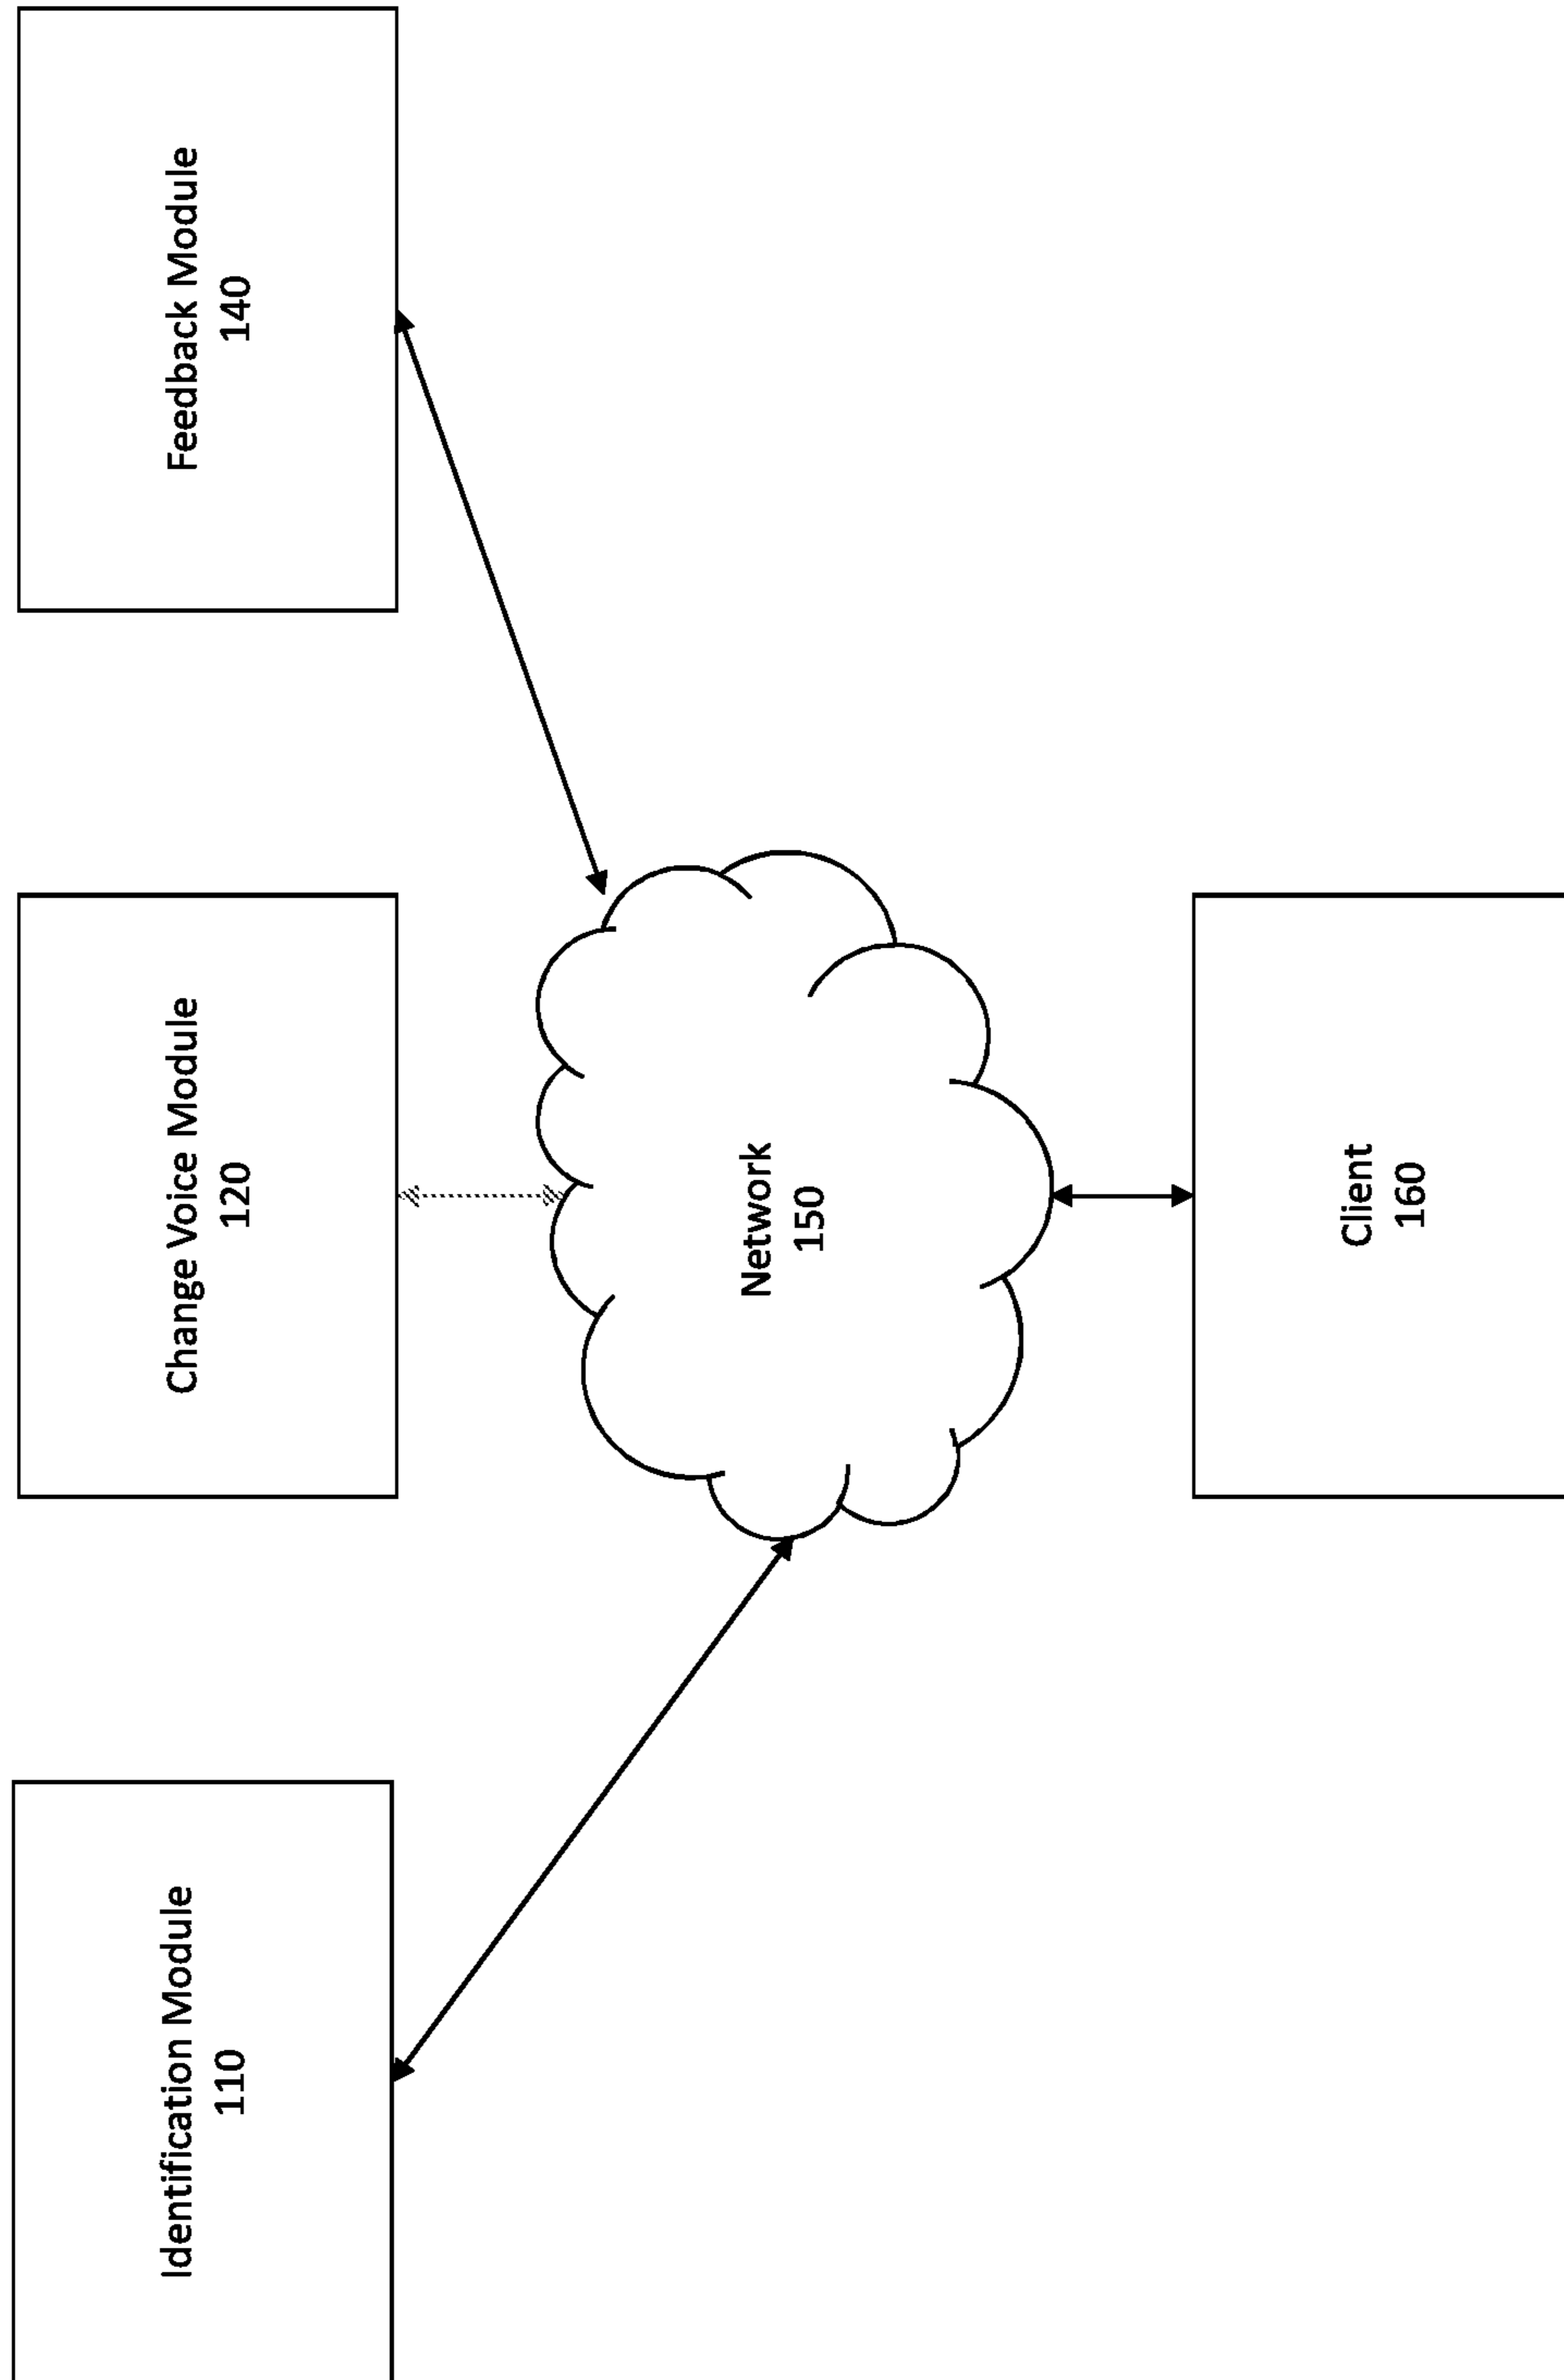 Identification Module
110
Change Voice Module
120
Feedback Module
140
Network
150
Client
160